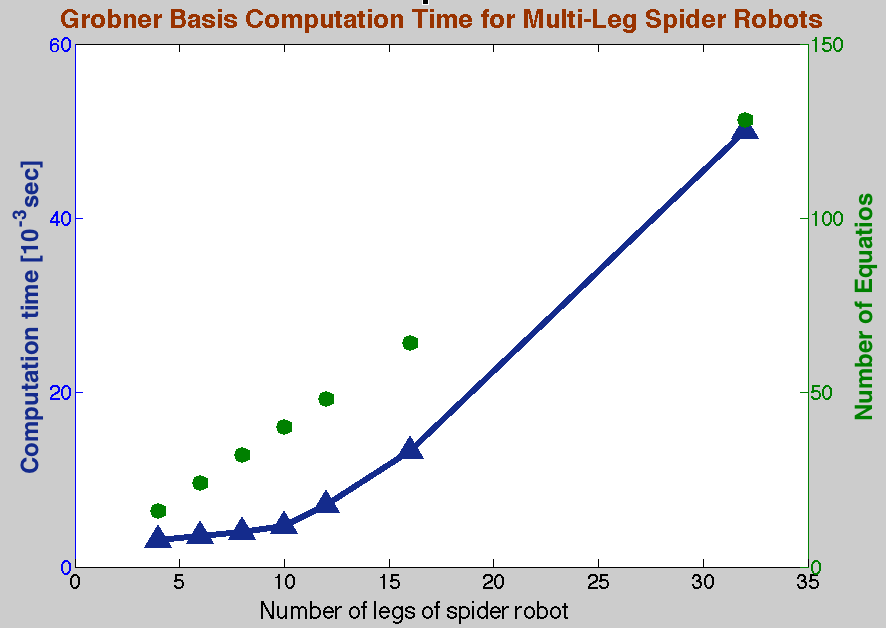 Grobner Basis Computation Time for Multi-Leg Spider Robots
60
40
20
0
Computation time [10-3 sec]
150
100
50
0
Number of Equatios
0 5 10 15 20 25 30 35
Number of legs of spider robot